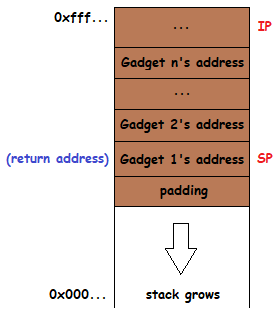 0xfff...
...
IP
Gadget n's address
...
Gadget 2's address
(return address)
Gadget 1's address
SP
padding
0x000...
stack grows